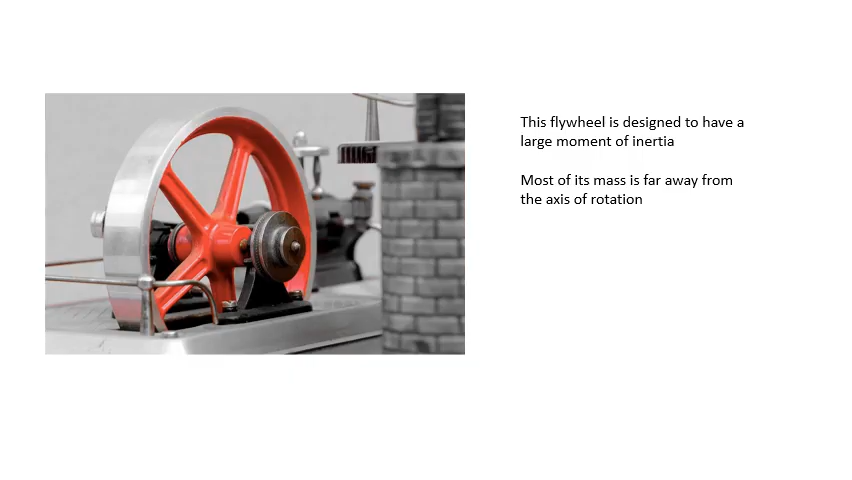 This flywheel is designed to have a
large moment of inertia
Most of its mass is far away from
the axis of rotation